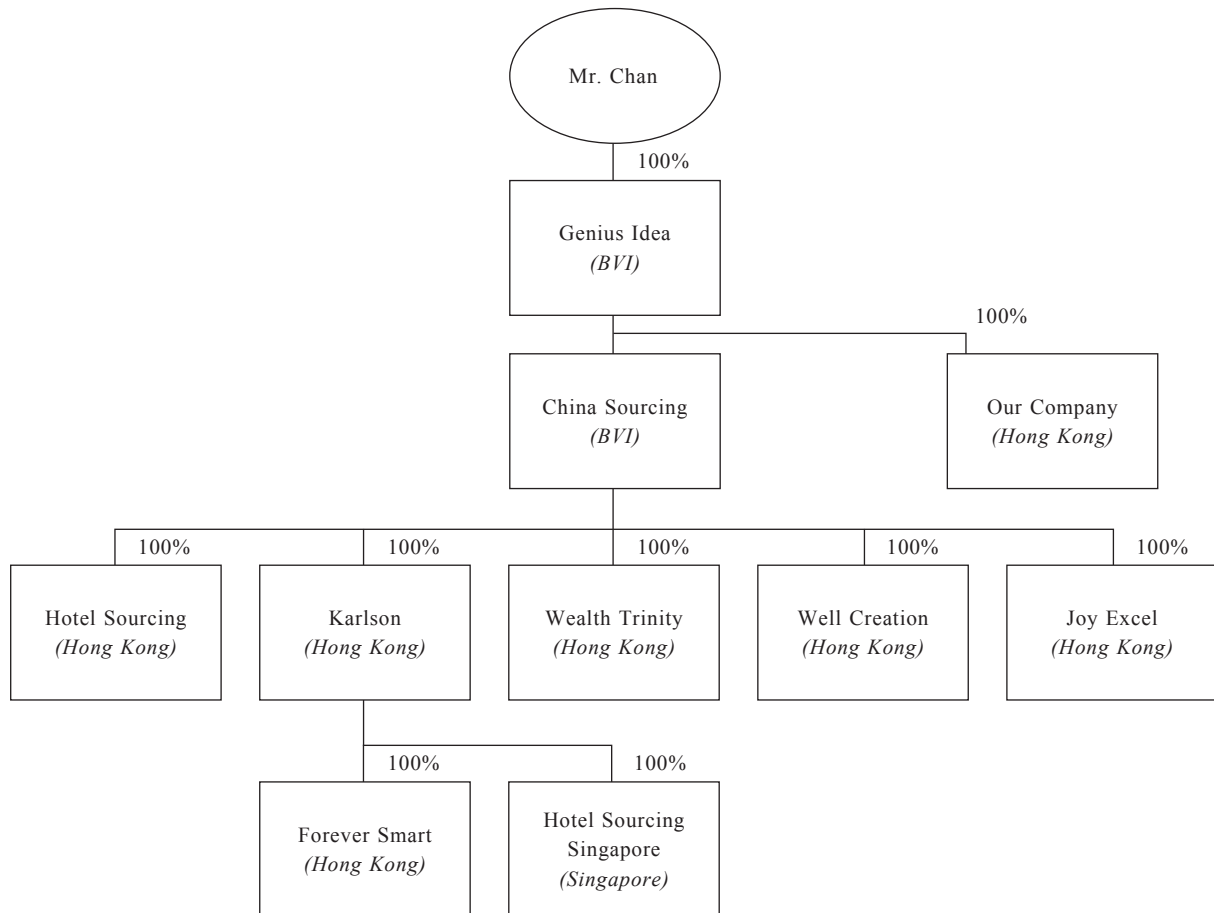 Mr. Chan
100%
Genius Idea
(BVI)
100%
China Sourcing
(BVI)
Our Company
(Hong Kong)
100%
100%
100%
100%
100%
Hotel Sourcing
(Hong Kong)
Karlson
(Hong Kong)
Wealth Trinity
(Hong Kong)
Well Creation
(Hong Kong)
Joy Excel
(Hong Kong)
100%
100%
Forever Smart
(Hong Kong)
Hotel Sourcing
Singapore
(Singapore)